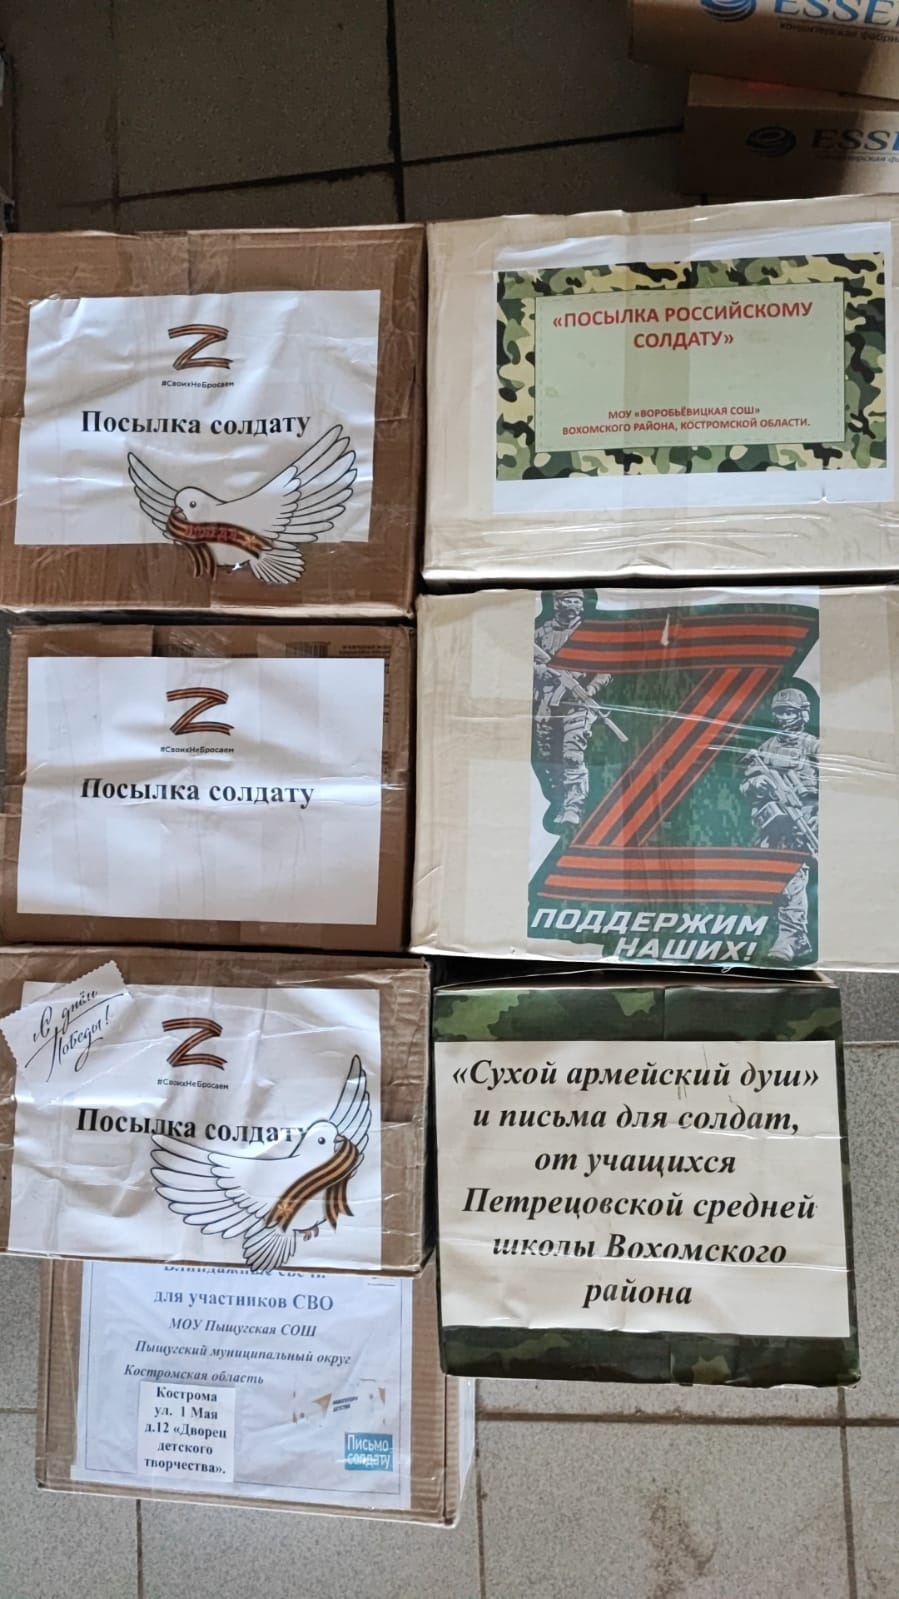 ESSE
кондитерская фабри
ESSE
кондитерская ф
#СвоихНеБросаем
Посылка солдату
«ПОСЫЛКА РОССИЙСКОМУ
СОЛДАТУ»
МОУ «ВОРОБЬЁВИЦКАЯ СОШ»
ВОХОМСКОГО РАЙОНА, КОСТРОМСКОЙ ОБЛАСТИ.
#СвоихНеБросаем
Посылка солдату
ПОДДЕРЖИМ
НАШИХ!
С днём
Победы!
#СвоихНеБросаем
Посылка солдату
«Сухой армейский душ»
и письма для солдат,
от учащихся
Петрецовской средней
школы Вохомского
района
для участников СВО
МОУ Пыщугская СОШ
Пыщугский муниципальный округ
Костромская область
Кострома
ул. 1 Мая
д.12 «Дворец
детского
творчества».
Письмо
солдату